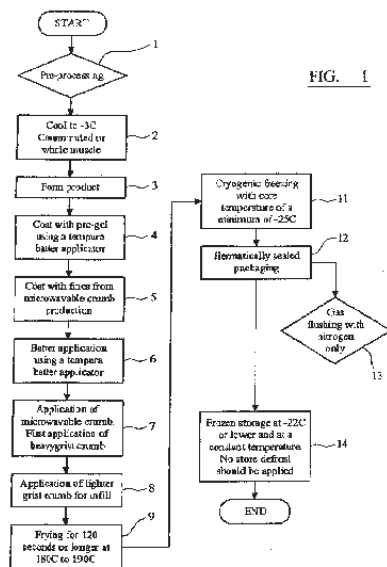 START
1
Pre-processing
FIG. 1
Cool to -3C
Comminuted or
whole muscle
2
Form product
3
Coat with pre-gel
using a tempura
batter applicator
4
Coat with fines from
microwavable crumb
production
5
Batter application
using a tempura
batter applicator
6
Application of
microwavable crumb.
First application of
heavygrist crumb
7
Application of lighter
grist crumb for infill
8
9
Frying for 120
seconds or longer at
180C to 190C
Cryogenic freezing
with core
temperature of a
minimum of -25C
11
12
Hermatically sealed
packaging
Gas
flushing with
nitrogen
only
13
Frozen storage at -22C
or lower and at a
constant temperature.
No store defrost
should be applied
14
END